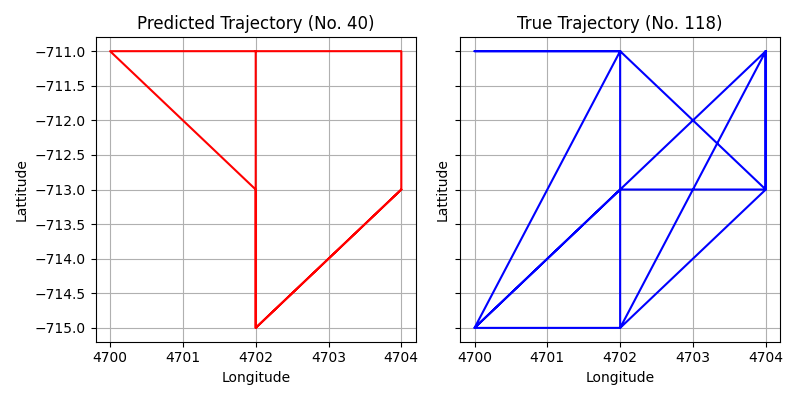 Predicted Trajectory (No. 40)
True Trajectory (No. 118)
Lattitude
−711.0
−711.5
−712.0
−712.5
−713.0
−713.5
−714.0
−714.5
−715.0
4700 4701 4702 4703 4704
Longitude
Lattitude
4700 4701 4702 4703 4704
Longitude